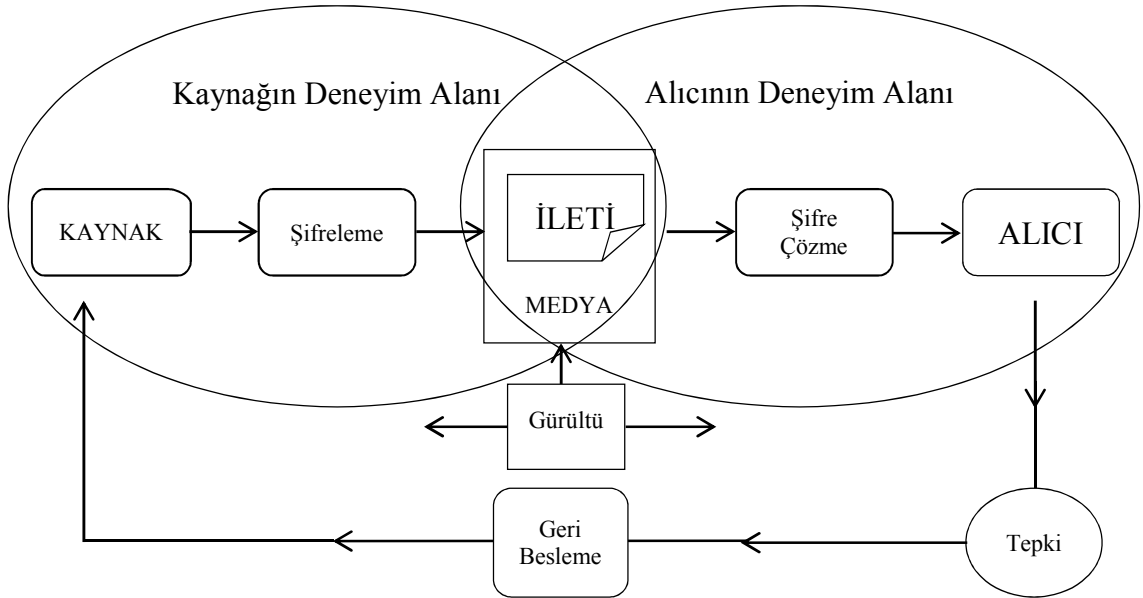 Kaynağın Deneyim Alanı
Alıcının Deneyim Alanı
KAYNAK
Şifreleme
İLETİ
MEDYA
Şifre
Çözme
ALICI
Gürültü
Geri
Besleme
Tepki